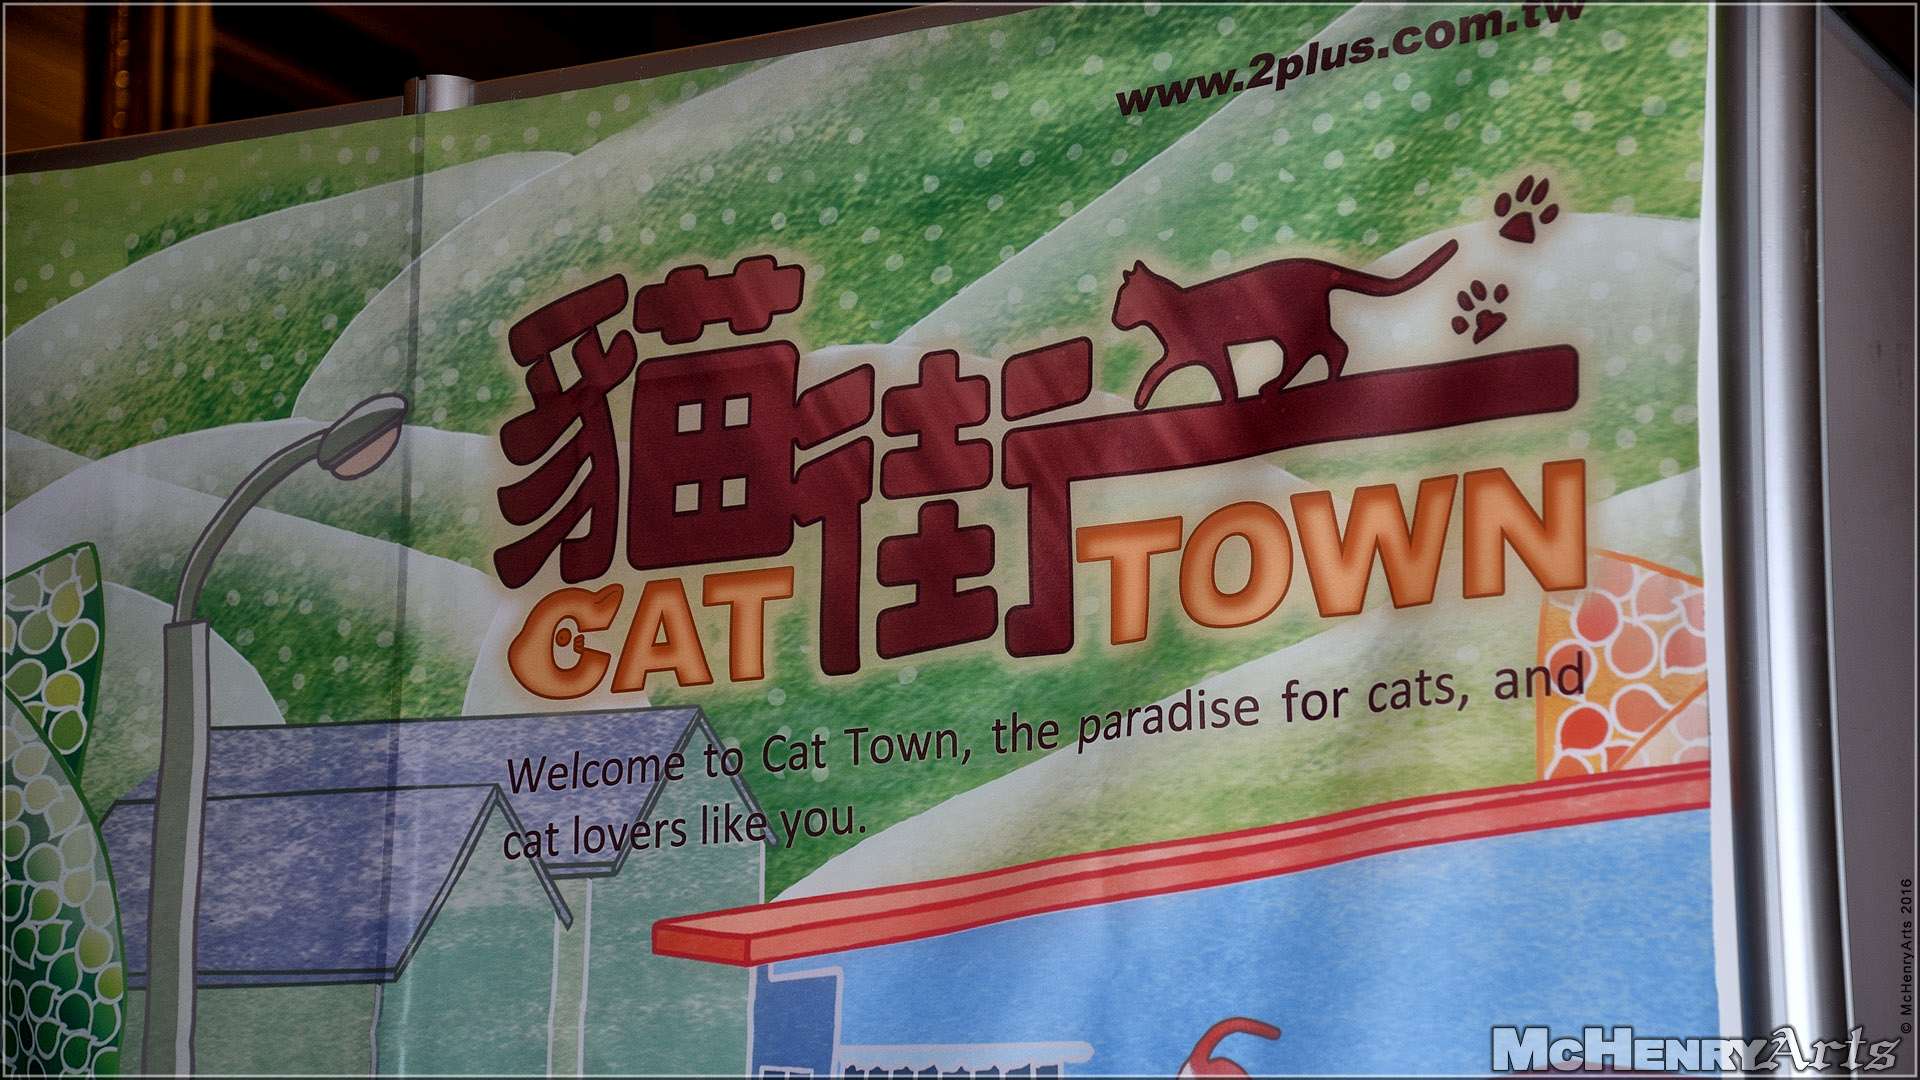 www.2plus.com.tw
貓街
CAT TOWN
Welcome to Cat Town, the paradise for cats, and
cat lovers like you.
© McHenryArts 2016
McHenryArts